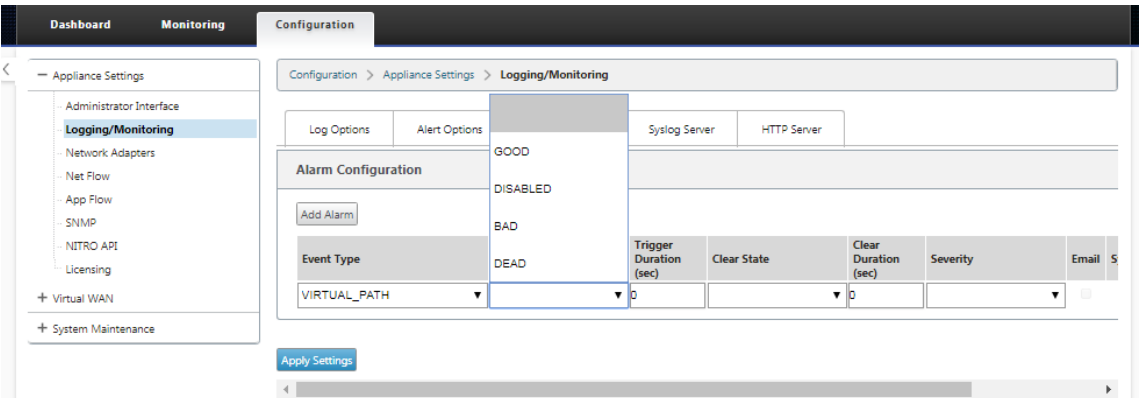 Dashboard Monitoring Configuration
— Appliance Settings
Administrator Interface
Logging/Monitoring
Network Adapters
Net Flow
App Flow
SNMP
NITRO API
Licensing
+ Virtual WAN
+ System Maintenance
Configuration > Appliance Settings > Logging/Monitoring
Log Options Alert Options Syslog Server HTTP Server
Alarm Configuration
Add Alarm
GOOD
DISABLED
BAD
DEAD
Event Type Trigger Duration (sec) Clear State Clear Duration (sec) Severity Email S
VIRTUAL_PATH 0 0
Apply Settings